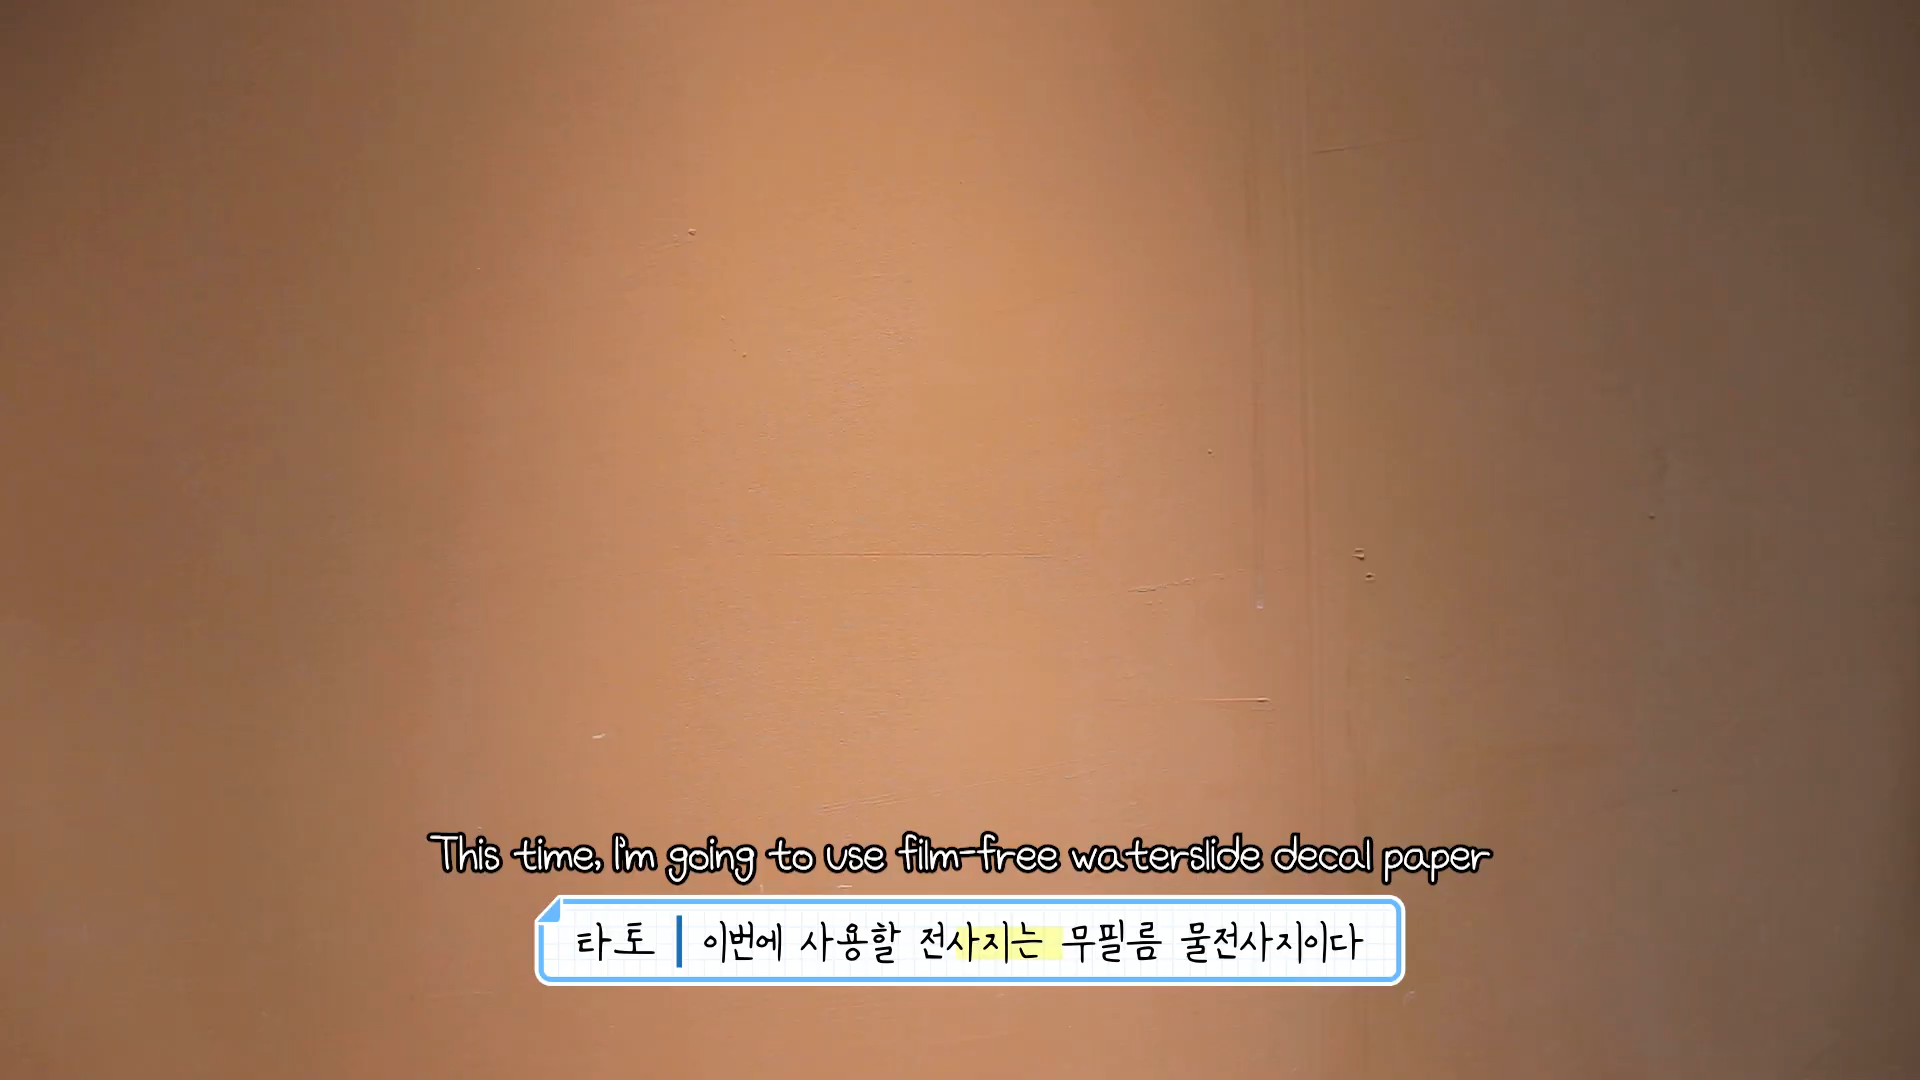 This time, I'm going to use film-free waterslide decal paper
타토 이번에 사용할 전사지는 무필름 물전사지이다